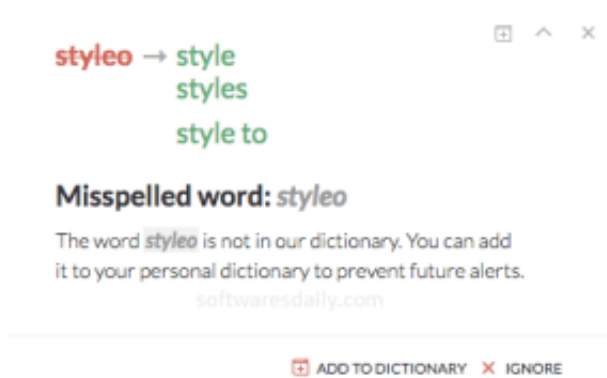 styleo → style
styles
style to
Misspelled word: styleo
The word styleo is not in our dictionary. You can add
it to your personal dictionary to prevent future alerts.
softwaresdaily.com
ADD TO DICTIONARY × IGNORE